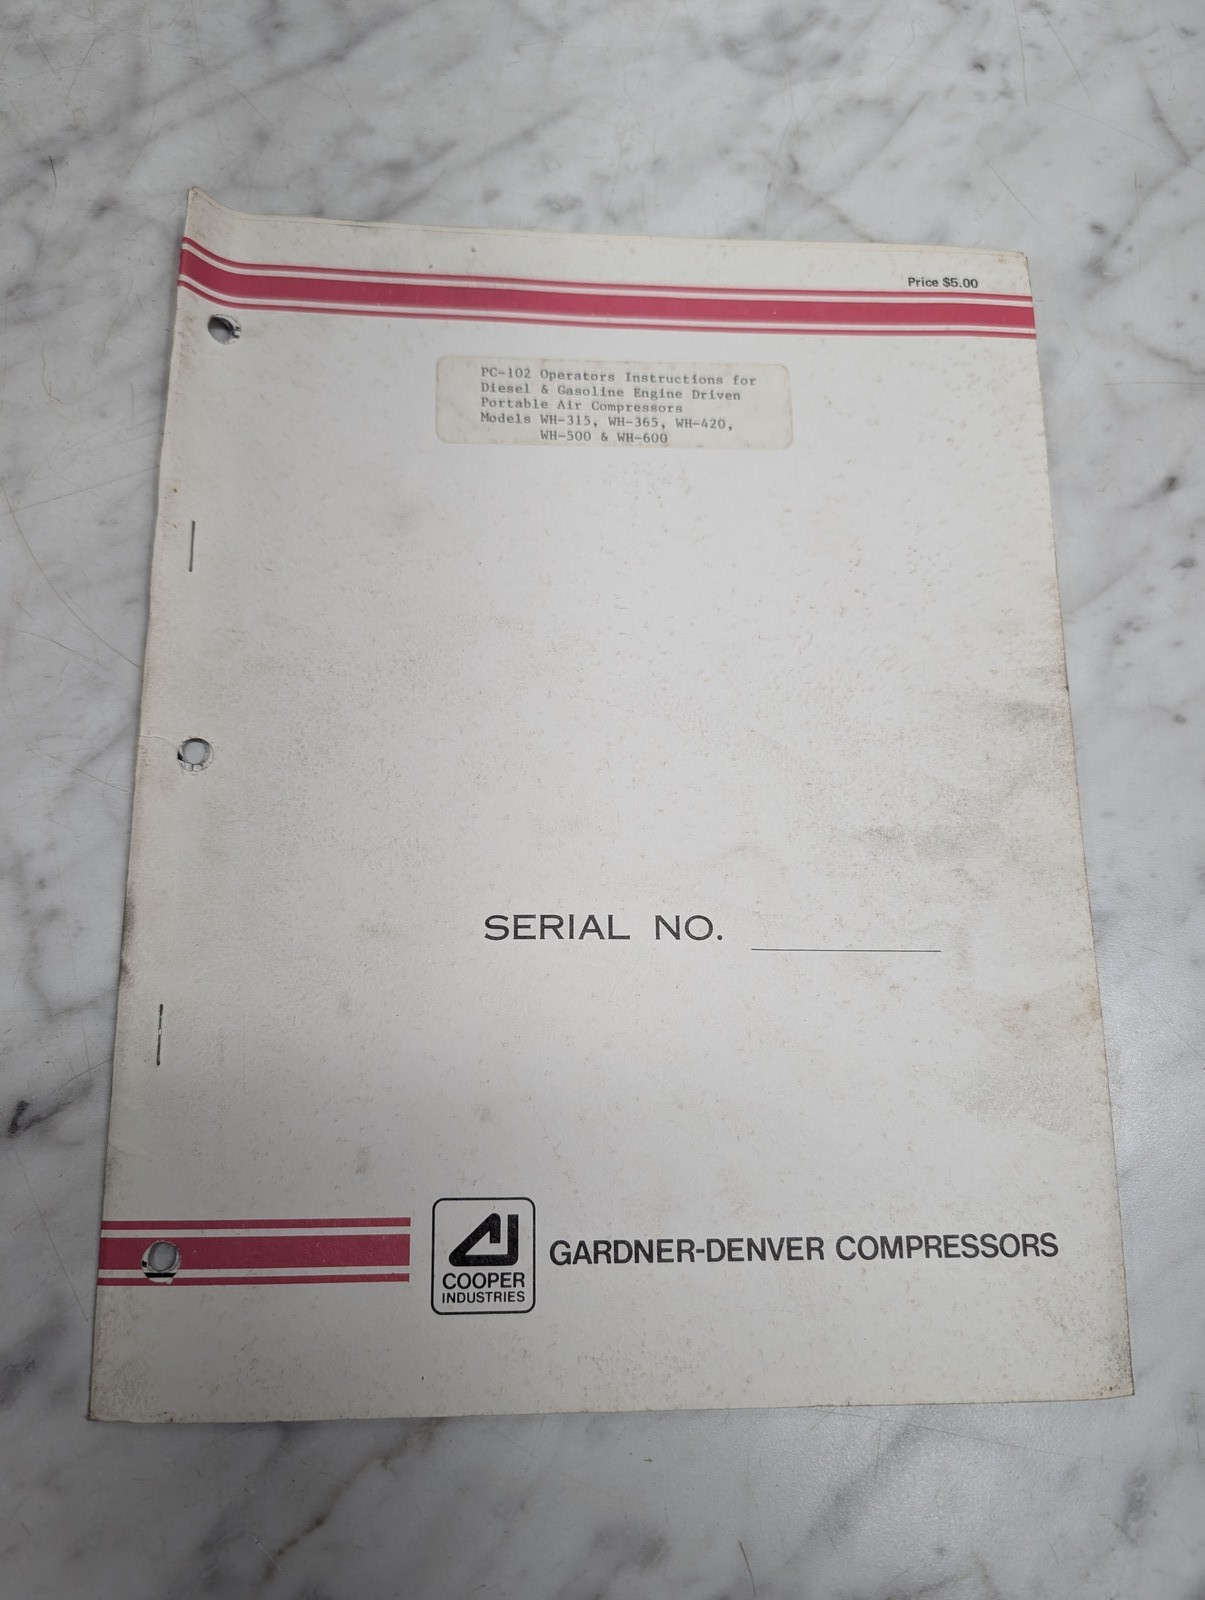 Price $5.00
PC-102 Operators Instructions for
Diesel & Gasoline Engine Driven
Portable Air Compressors
Models WH-315, WH-365, WH-420,
WH-500 & WH-600
SERIAL NO.
COOPER
INDUSTRIES
GARDNER-DENVER COMPRESSORS